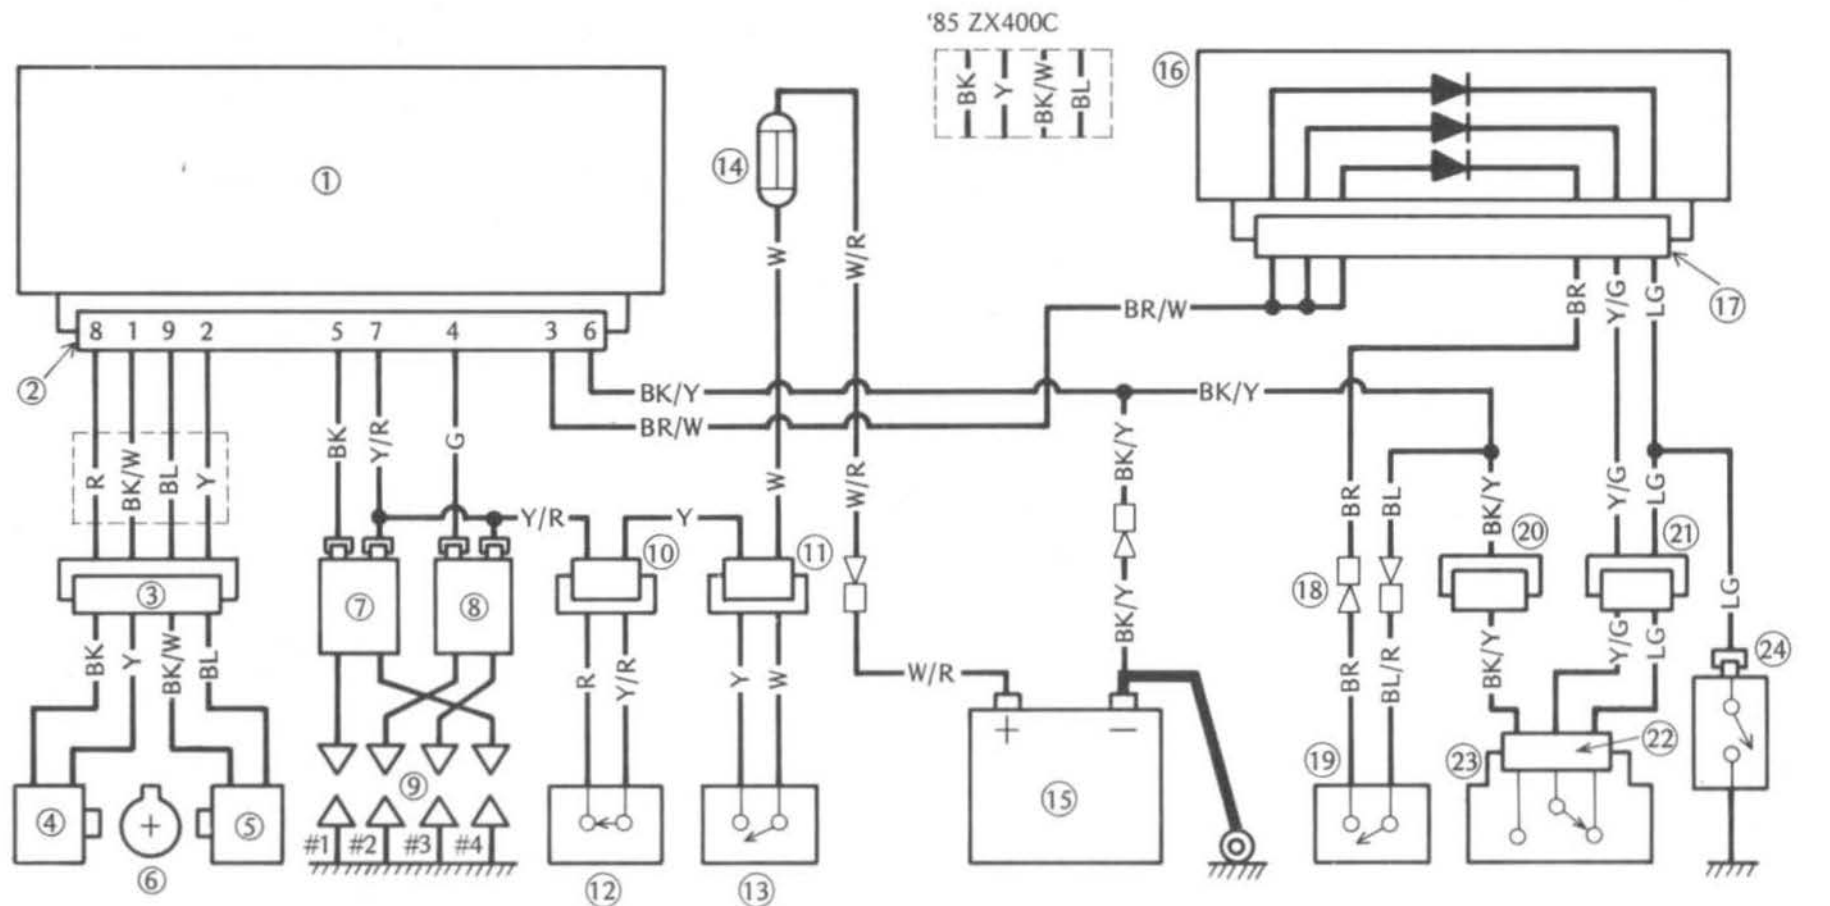 '85 ZX400C
BK Y BK/W BL
①
⑭
⑯
⑰
W
W/R
BR/W
BR
Y/G
LG
8 1 9 2 5 7 4 3 6
②
BK/Y
BK/Y
BR/W
R BK/W BL Y
BK
Y/R
G
W
W/R
BK/Y
BR
BL
BK/Y
Y/G
LG
Y/R
Y
③
⑦
⑧
⑩
⑪
⑱
⑳
㉑
BK Y BK/W BL
R
Y/R
Y
W
W/R
BK/Y
BR
BL/R
BK/Y
Y/G
LG
LG
㉔
+ −
④
+
⑤
⑥
⑨
#1 #2 #3 #4
⑫
⑬
⑮
⑲
㉓
㉒